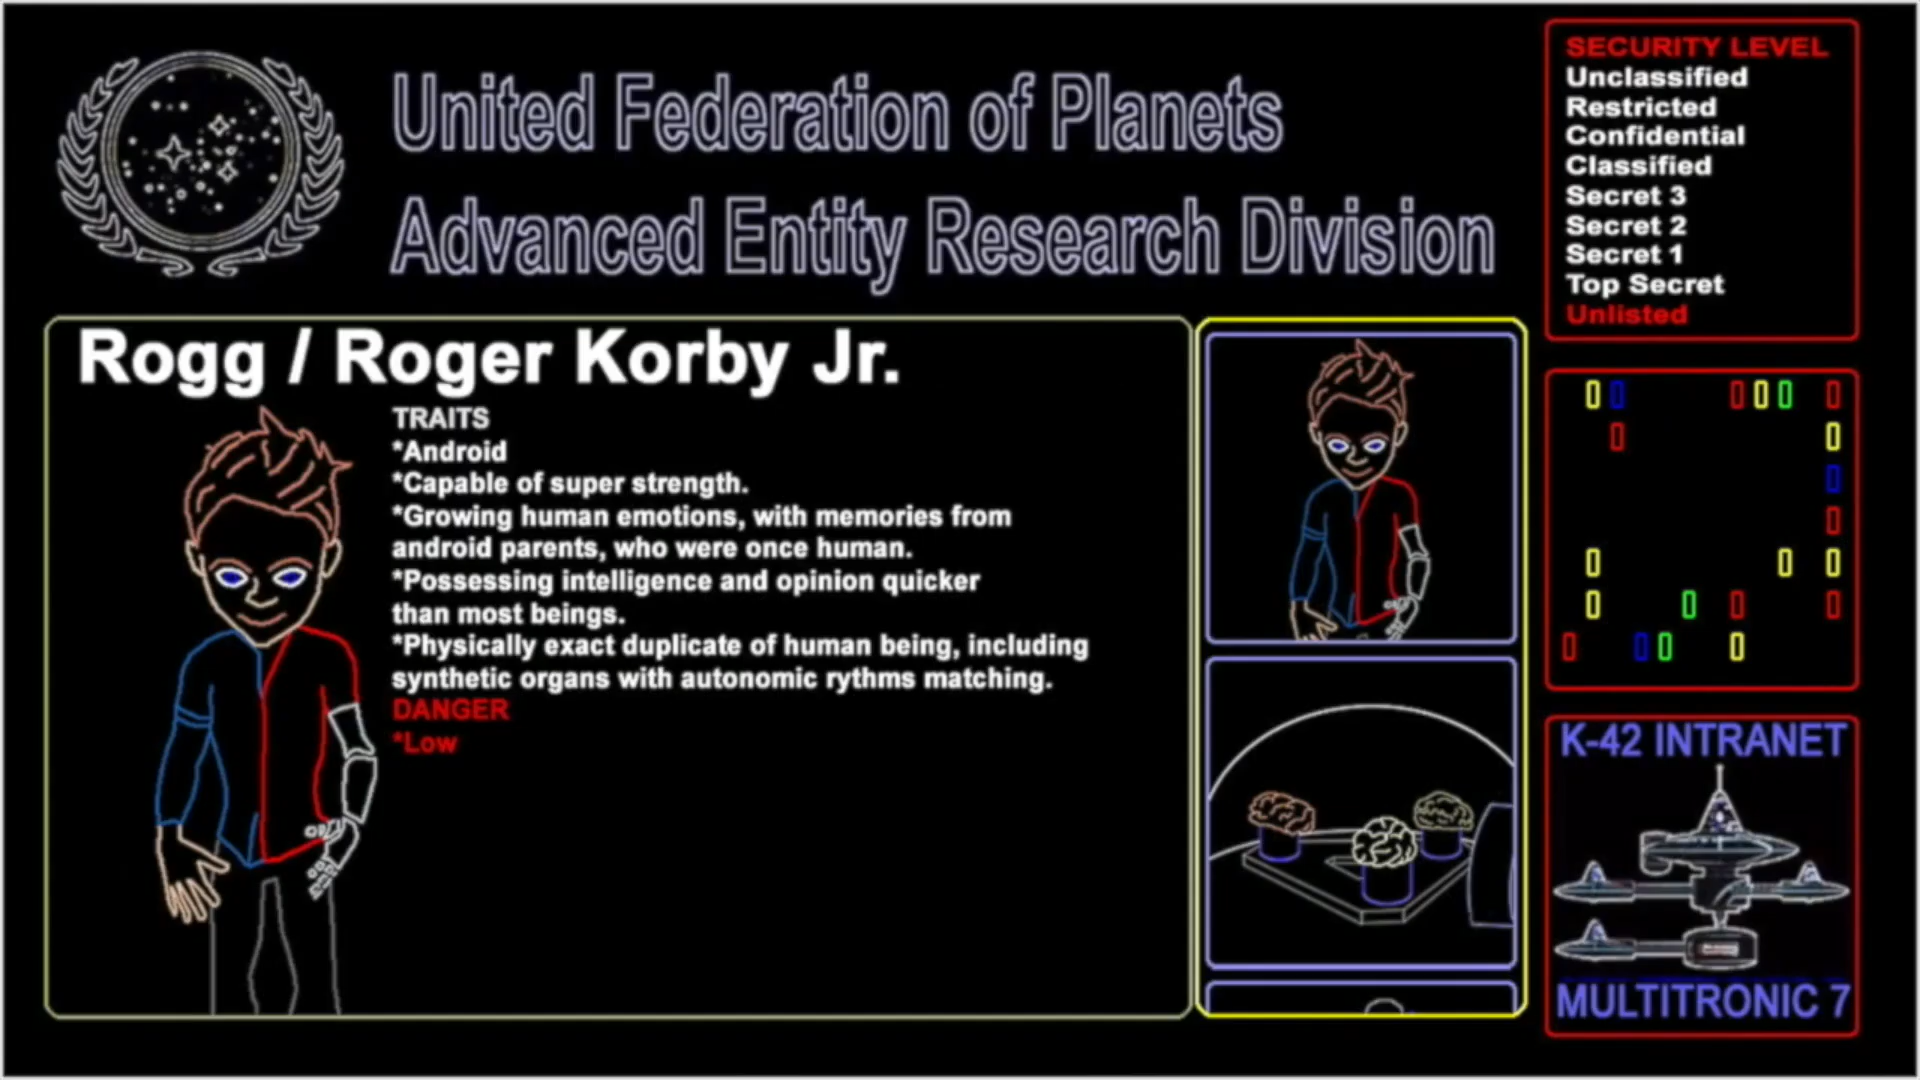 United Federation of Planets
Advanced Entity Research Division
SECURITY LEVEL
Unclassified
Restricted
Confidential
Classified
Secret 3
Secret 2
Secret 1
Top Secret
Unlisted
Rogg / Roger Korby Jr.
TRAITS
*Android
*Capable of super strength.
*Growing human emotions, with memories from
android parents, who were once human.
*Possessing intelligence and opinion quicker
than most beings.
*Physically exact duplicate of human being, including
synthetic organs with autonomic rythms matching.
DANGER
*Low
K-42 INTRANET
MULTITRONIC 7